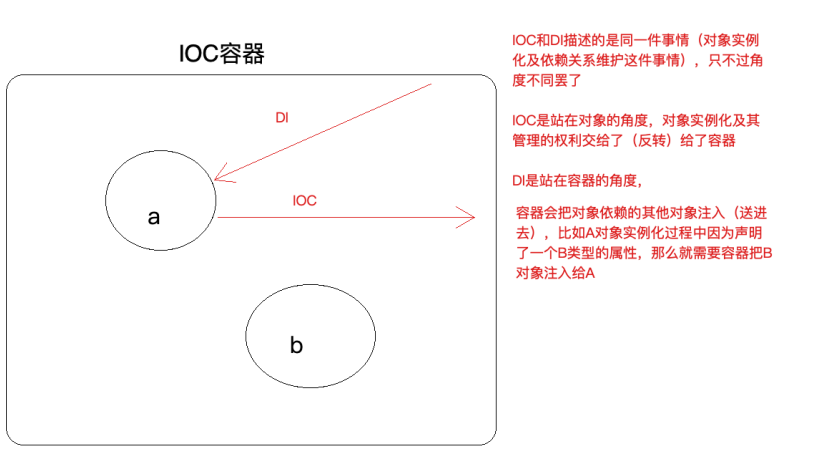 IOC容器
DI
a
IOC
b
IOC和DI描述的是同一件事情（对象实例
化及依赖关系维护这件事情），只不过角
度不同罢了
IOC是站在对象的角度，对象实例化及其
管理的权利交给了（反转）给了容器
DI是站在容器的角度，
容器会把对象依赖的其他对象注入（送进
去），比如A对象实例化过程中因为声明
了一个B类型的属性，那么就需要容器把B
对象注入给A